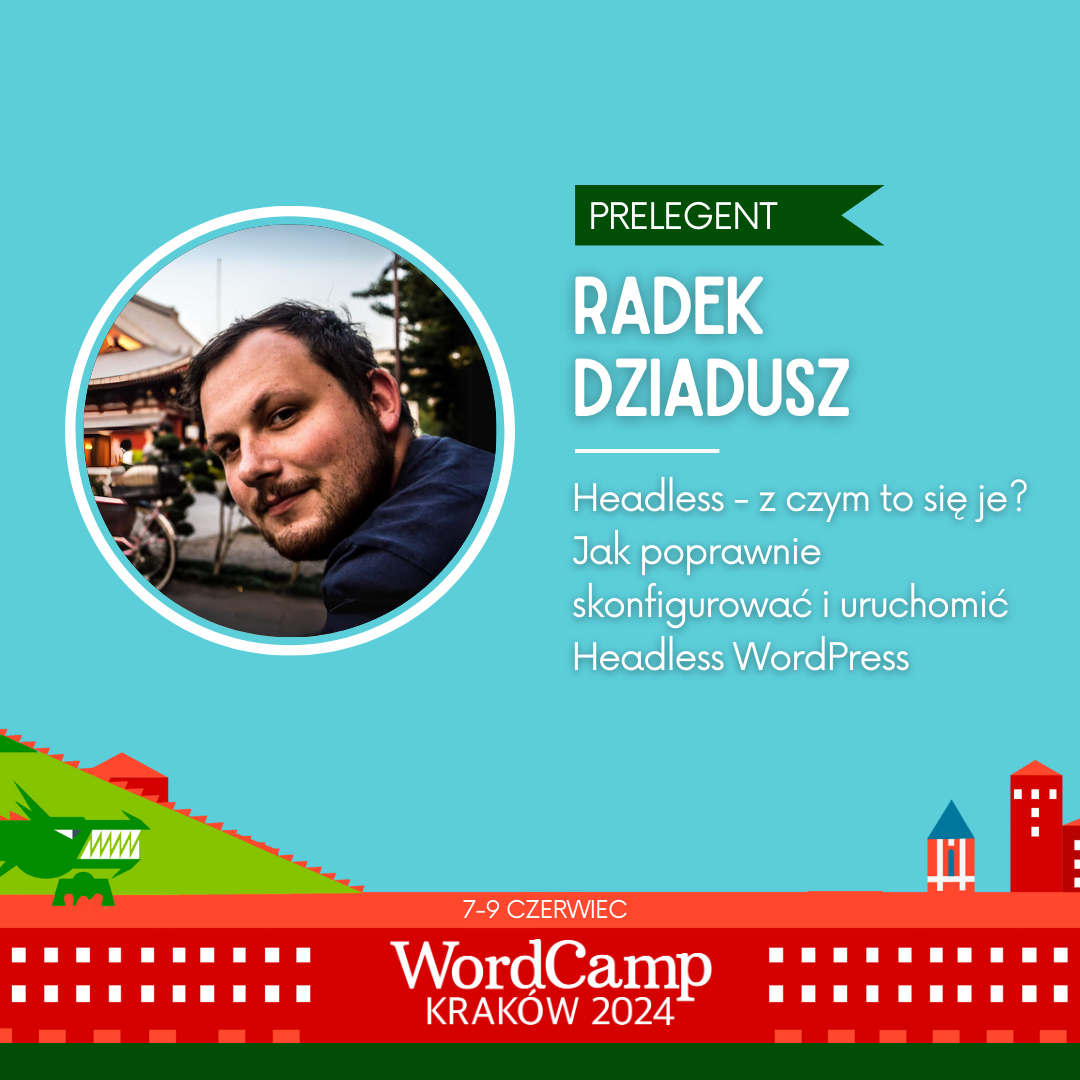 PRELEGENT
RADEK
DZIADUSZ
Headless - z czym to się je?
Jak poprawnie
skonfigurować i uruchomić
Headless WordPress
7-9 CZERWIEC
WordCamp
KRAKÓW 2024